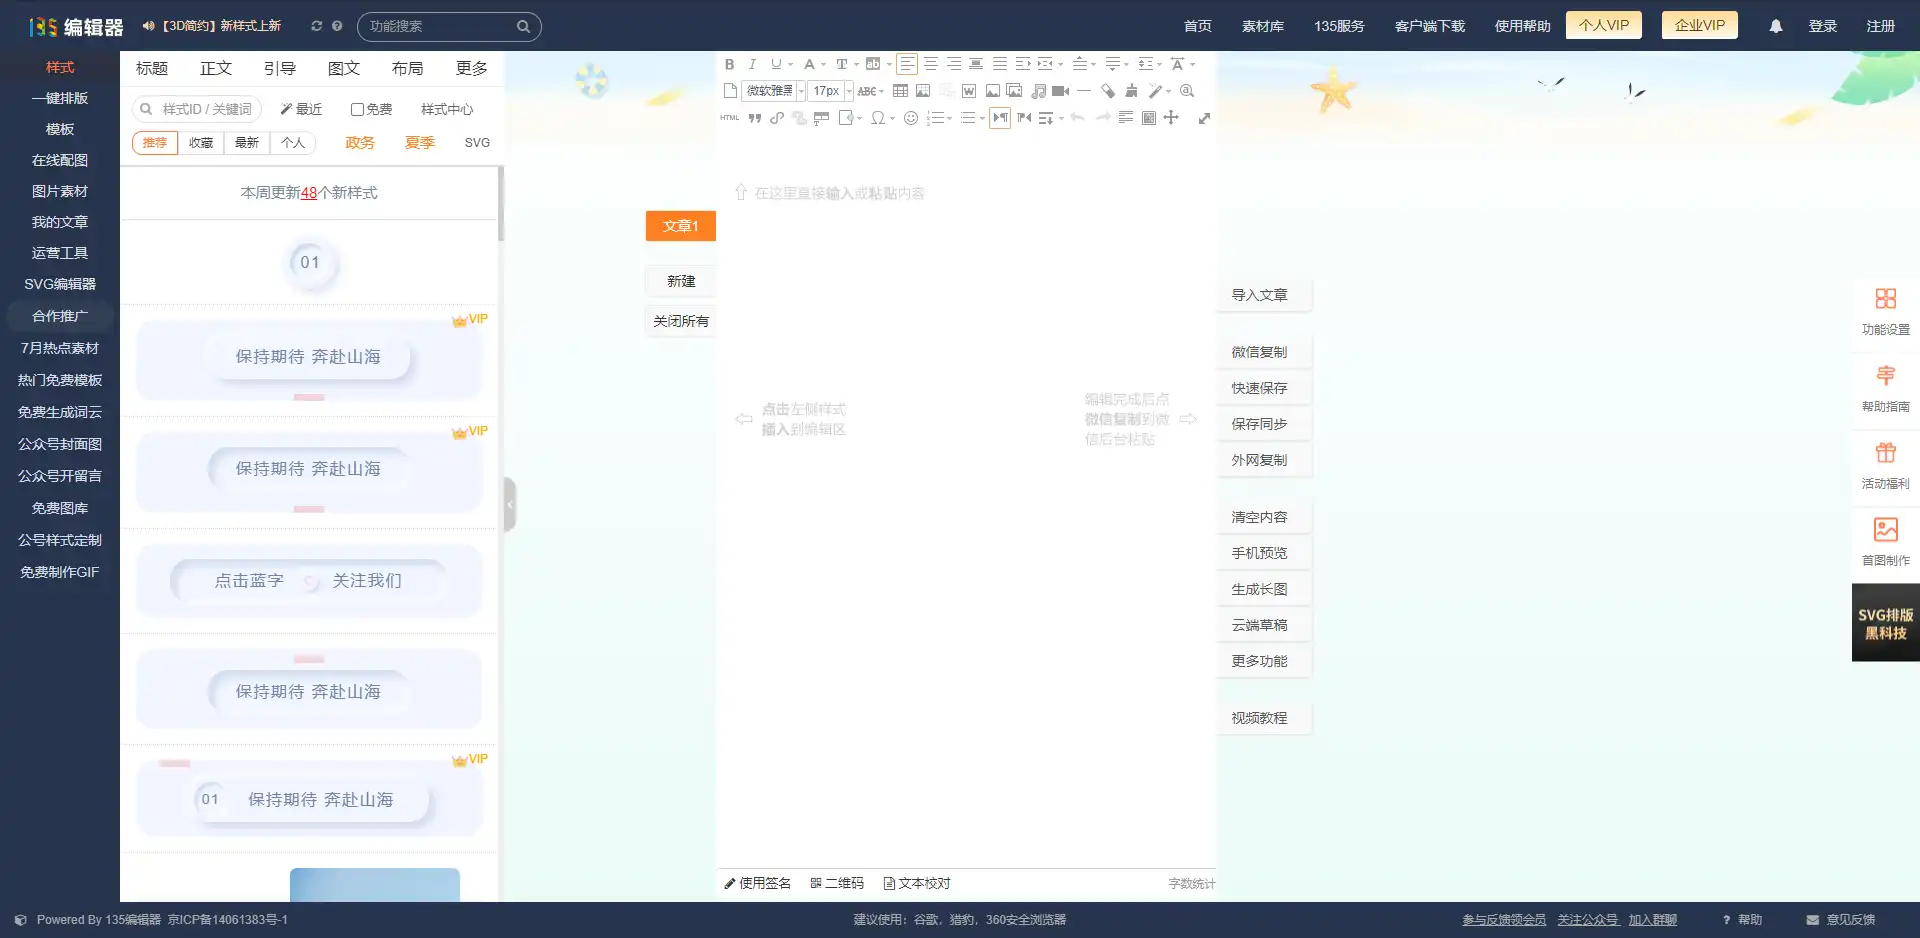 135编辑器
【3D简约】新样式上新
功能搜索
首页
素材库
135服务
客户端下载
使用帮助
个人VIP
企业VIP
登录
注册
样式
一键排版
模板
在线配图
图片素材
我的文章
运营工具
SVG编辑器
合作推广
7月热点素材
热门免费模板
免费生成词云
公众号封面图
公众号开留言
免费图库
公号样式定制
免费制作GIF
标题
正文
引导
图文
布局
更多
样式ID / 关键词
最近
免费
样式中心
推荐
收藏
最新
个人
政务
夏季
SVG
本周更新48个新样式
01
VIP
保持期待 奔赴山海
VIP
保持期待 奔赴山海
点击蓝字
关注我们
保持期待 奔赴山海
VIP
01
保持期待 奔赴山海
文章1
新建
关闭所有
微软雅黑
17px
ABC
HTML
在这里直接输入或粘贴内容
点击左侧样式
插入到编辑区
编辑完成后点
微信复制到微
信后台粘贴
使用签名
二维码
文本校对
字数统计
导入文章
微信复制
快速保存
保存同步
外网复制
清空内容
手机预览
生成长图
云端草稿
更多功能
视频教程
功能设置
帮助指南
活动福利
首图制作
SVG排版
黑科技
Powered By 135编辑器 京ICP备14061383号-1
建议使用：谷歌，猎豹，360安全浏览器
参与反馈领会员
关注公众号
加入群聊
? 帮助
意见反馈